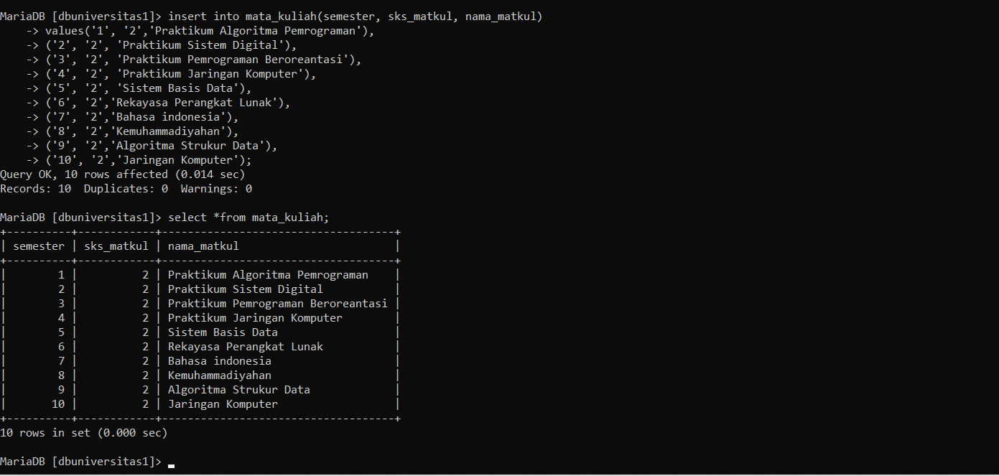 MariaDB [dbuniversitas1]> insert into mata_kuliah(semester, sks_matkul, nama_matkul)
    -> values('1', '2','Praktikum Algoritma Pemrograman'),
    -> ('2', '2', 'Praktikum Sistem Digital'),
    -> ('3', '2', 'Praktikum Pemrograman Beroreantasi'),
    -> ('4', '2', 'Praktikum Jaringan Komputer'),
    -> ('5', '2', 'Sistem Basis Data'),
    -> ('6', '2','Rekayasa Perangkat Lunak'),
    -> ('7', '2','Bahasa indonesia'),
    -> ('8', '2','Kemuhammadiyahan'),
    -> ('9', '2','Algoritma Strukur Data'),
    -> ('10', '2','Jaringan Komputer');
Query OK, 10 rows affected (0.014 sec)
Records: 10  Duplicates: 0  Warnings: 0

MariaDB [dbuniversitas1]> select *from mata_kuliah;
+----------+------------+------------------------------------+
| semester | sks_matkul | nama_matkul                        |
+----------+------------+------------------------------------+
|        1 |          2 | Praktikum Algoritma Pemrograman    |
|        2 |          2 | Praktikum Sistem Digital           |
|        3 |          2 | Praktikum Pemrograman Beroreantasi |
|        4 |          2 | Praktikum Jaringan Komputer        |
|        5 |          2 | Sistem Basis Data                  |
|        6 |          2 | Rekayasa Perangkat Lunak           |
|        7 |          2 | Bahasa indonesia                   |
|        8 |          2 | Kemuhammadiyahan                   |
|        9 |          2 | Algoritma Strukur Data             |
|       10 |          2 | Jaringan Komputer                  |
+----------+------------+------------------------------------+
10 rows in set (0.000 sec)

MariaDB [dbuniversitas1]>